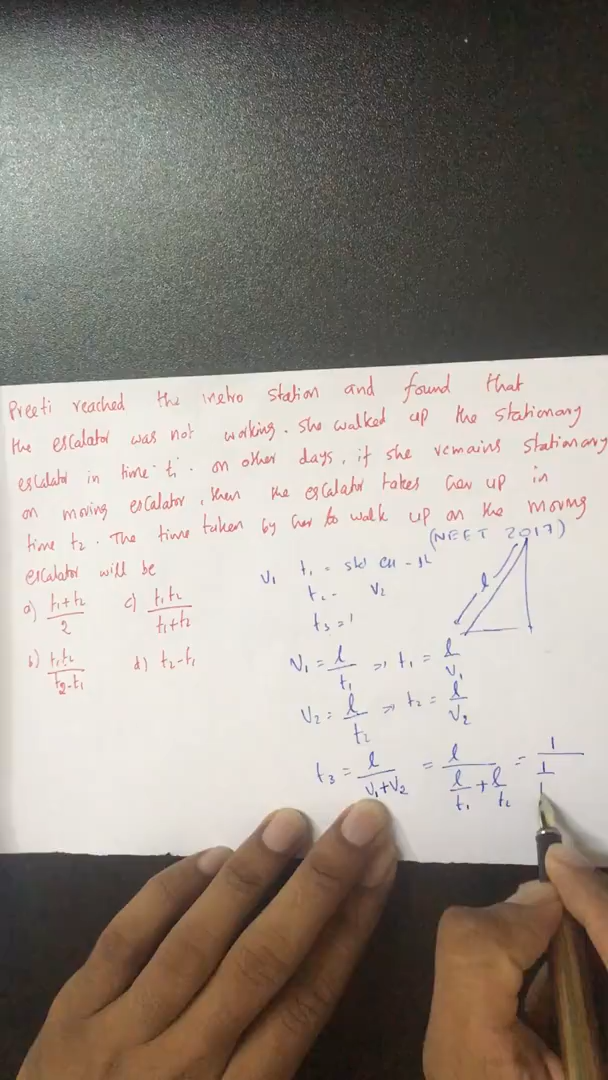 Preeti reached the metro station and found that
the escalator was not working. She walked up the stationary
escalator in time t₁. on other days, if she remains stationary
on moving escalator, then the escalator takes her up in
time t₂. The time taken by her to walk up on the moving
escalator will be
(NEET 2017)
a) t₁+t₂/2 c) t₁t₂/t₁+t₂
b) t₁t₂/t₂-t₁ d) t₂-t₁
v₁ t₁ =
t₂ - v₂
t₃ =
l
v₁ = l/t₁ => t₁ = l/v₁
v₂ = l/t₂ => t₂ = l/v₂
t₃ = l/v₁+v₂ = l/(l/t₁ + l/t₂) = 1/1